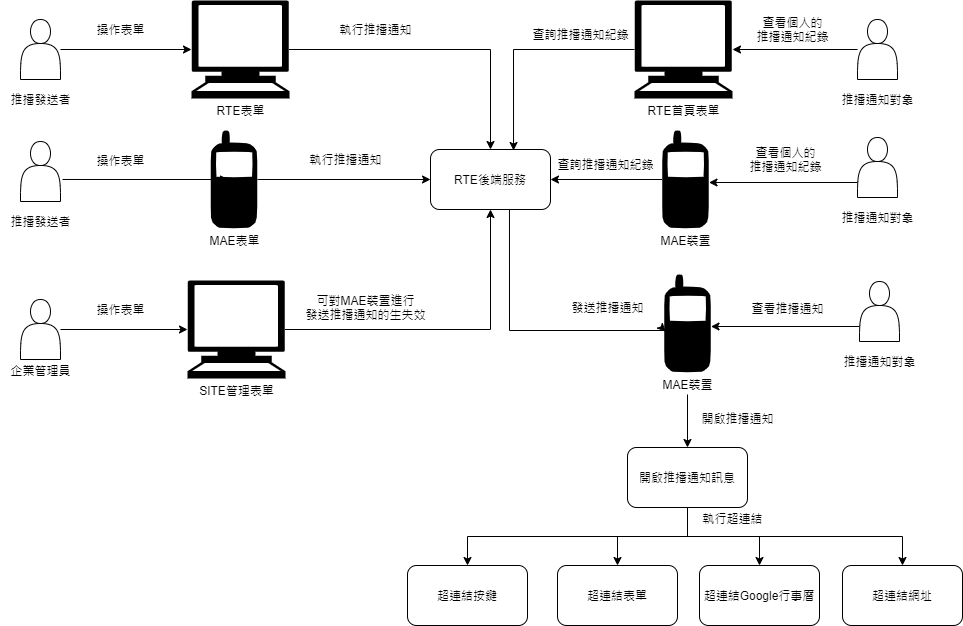 操作表單
執行推播通知
查詢推播通知紀錄
查看個人的
推播通知紀錄
推播發送者
RTE表單
RTE首頁表單
推播通知對象
操作表單
執行推播通知
RTE後端服務
查詢推播通知紀錄
查看個人的
推播通知紀錄
推播發送者
MAE表單
MAE裝置
推播通知對象
操作表單
可對MAE裝置進行
發送推播通知的生失效
發送推播通知
查看推播通知
企業管理員
SITE管理表單
MAE裝置
推播通知對象
開啟推播通知
開啟推播通知訊息
執行超連結
超連結按鍵
超連結表單
超連結Google行事曆
超連結網址